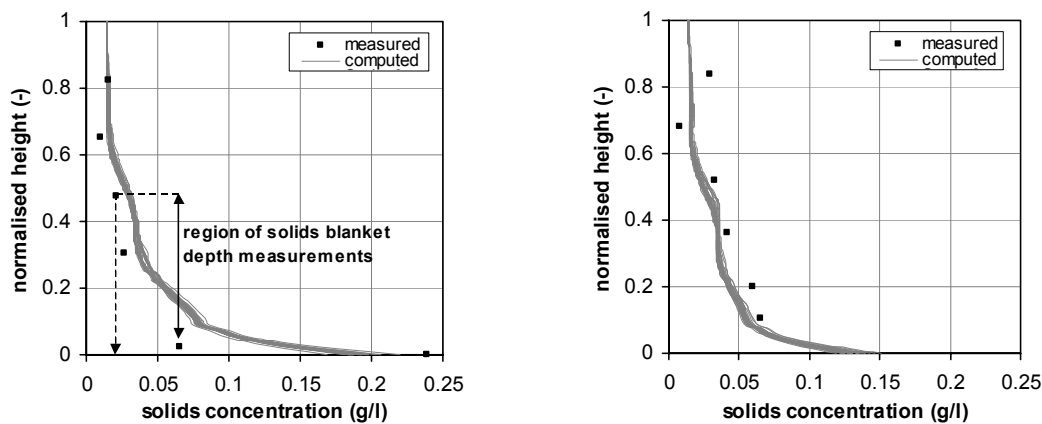 1
measured
computed
0.8
0.6
0.4
region of solids blanket
depth measurements
0.2
0
0 0.05 0.1 0.15 0.2 0.25
solids concentration (g/l)
normalised height (-)
1
measured
computed
0.8
0.6
0.4
0.2
0
0 0.05 0.1 0.15 0.2 0.25
solids concentration (g/l)
normalised height (-)